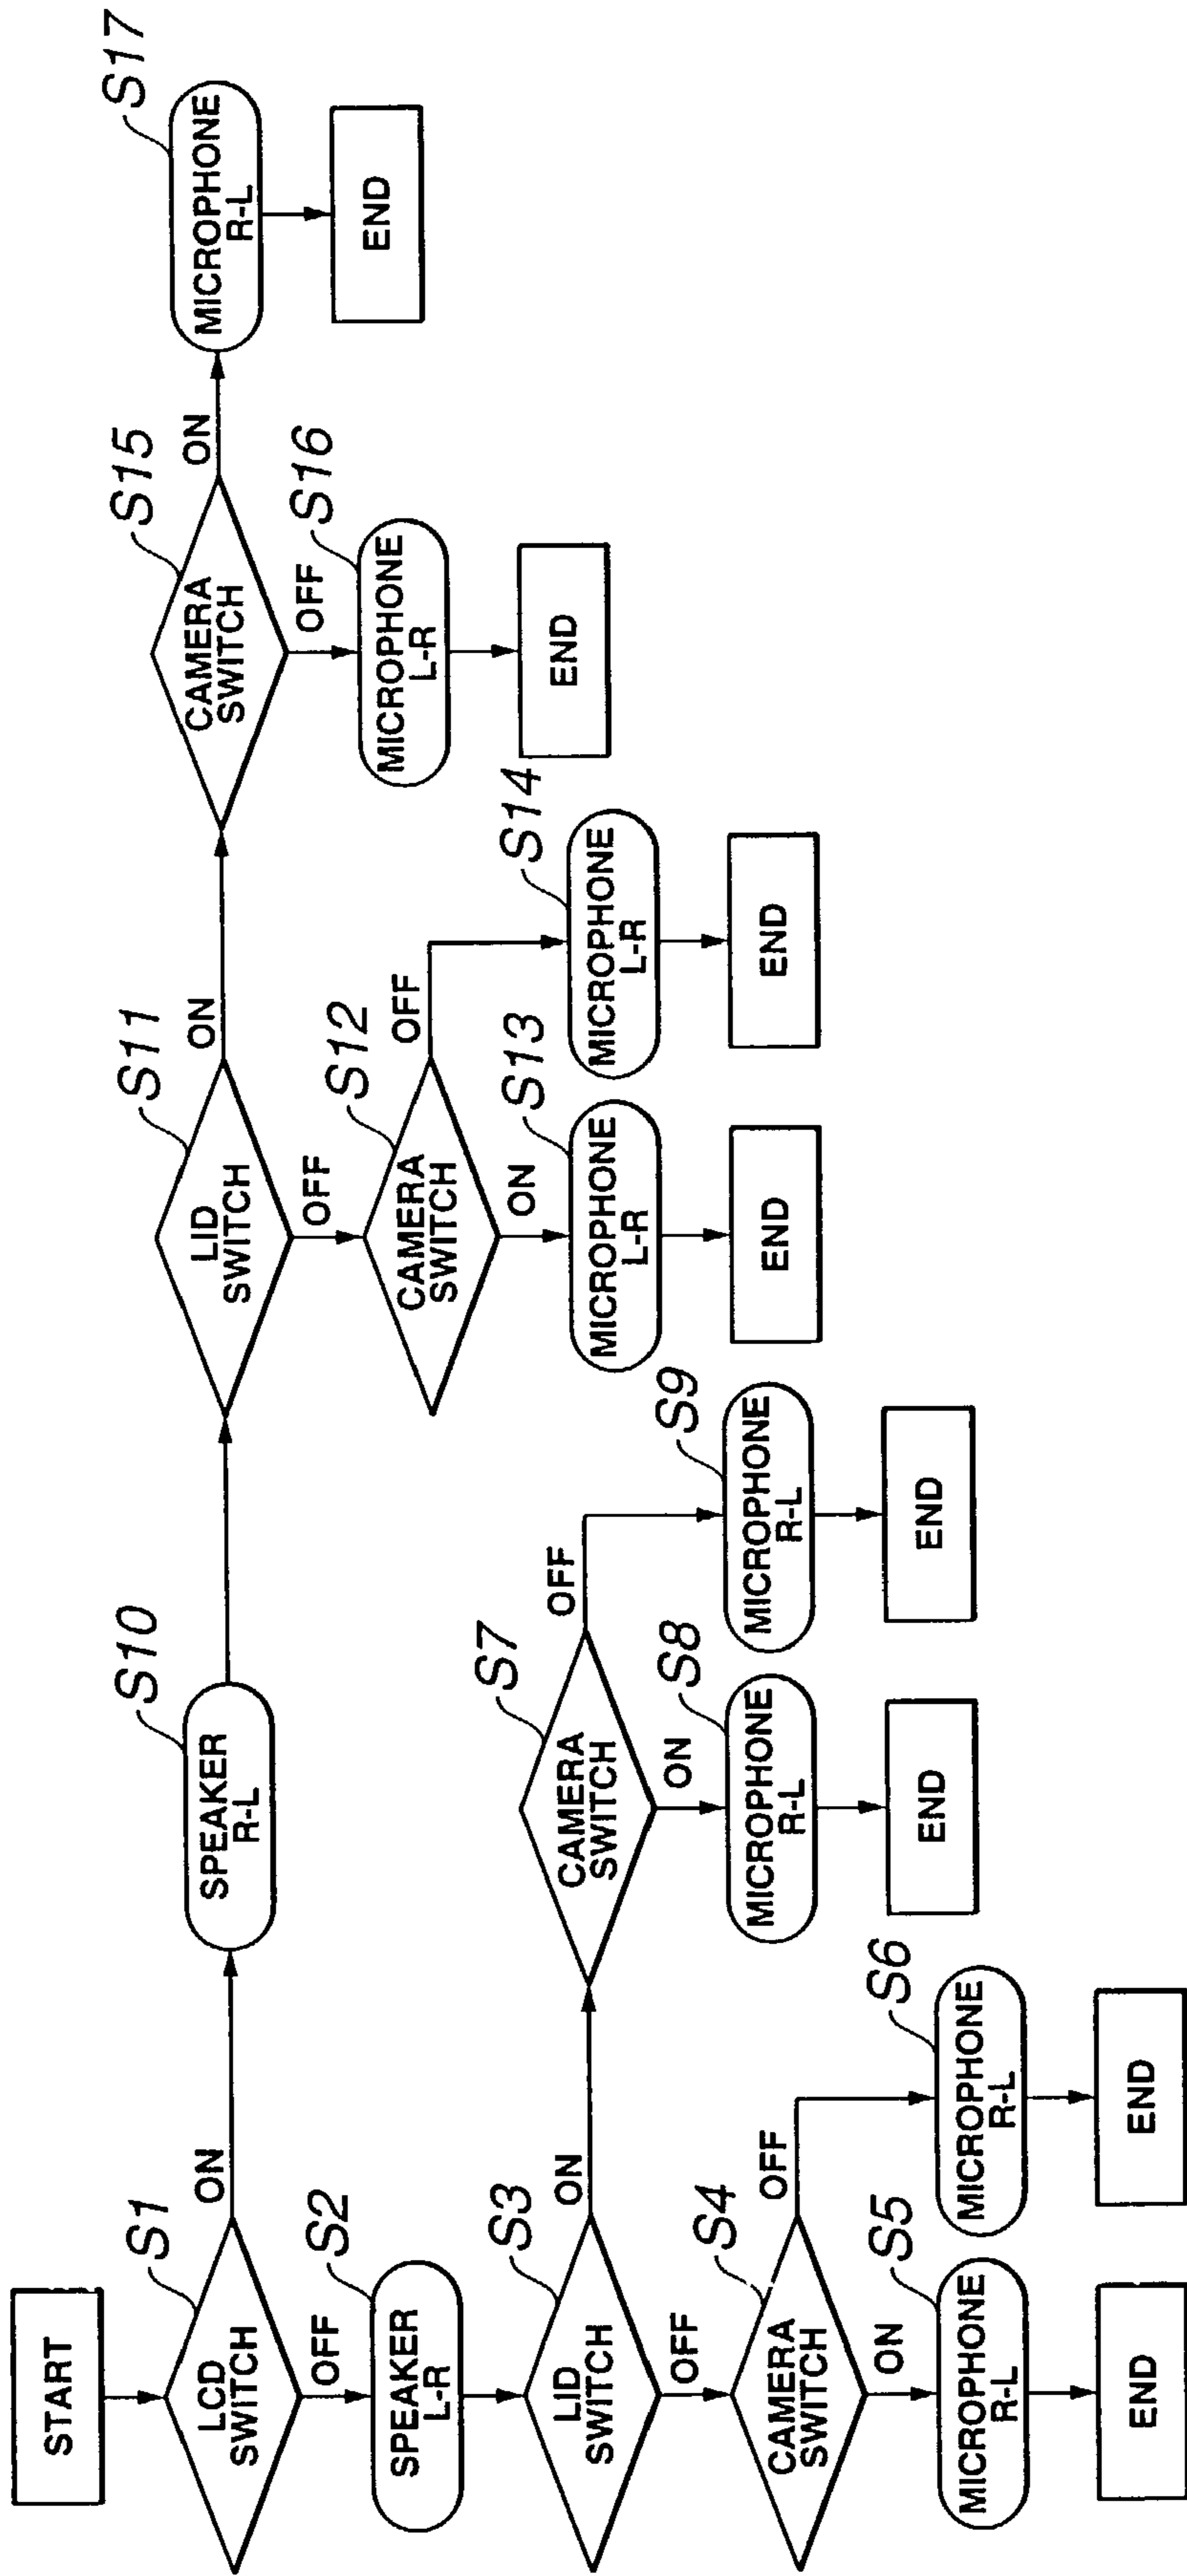 START
S1
LCD
SWITCH
ON
OFF
S2
SPEAKER
L-R
S3
LID
SWITCH
ON
OFF
S4
CAMERA
SWITCH
OFF
ON
S5
MICROPHONE
R-L
END
S6
MICROPHONE
R-L
END
S7
CAMERA
SWITCH
OFF
ON
S8
MICROPHONE
R-L
END
S9
MICROPHONE
R-L
END
S10
SPEAKER
R-L
S11
LID
SWITCH
ON
OFF
S12
CAMERA
SWITCH
OFF
ON
S13
MICROPHONE
L-R
END
S14
MICROPHONE
L-R
END
S15
CAMERA
SWITCH
ON
OFF
S16
MICROPHONE
L-R
END
S17
MICROPHONE
R-L
END